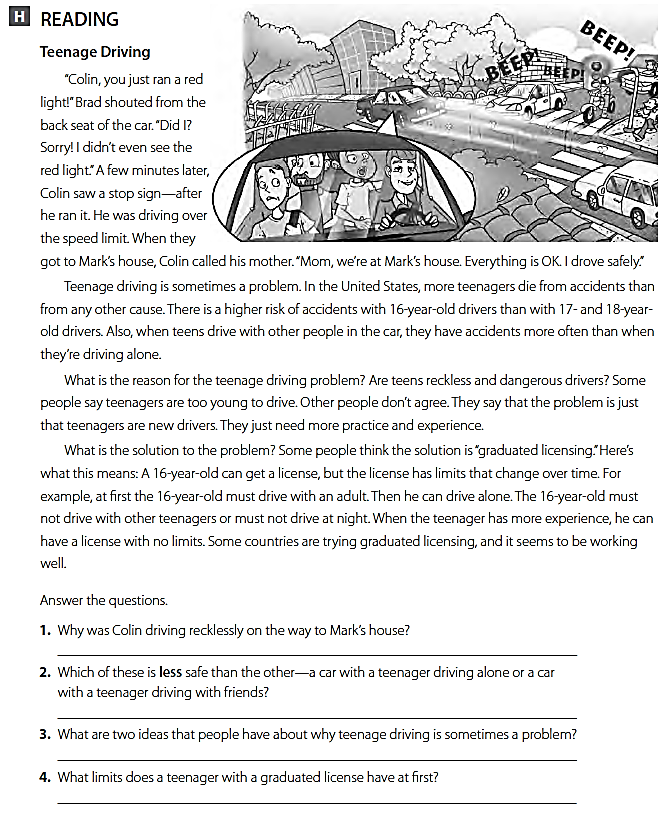 H READING
Teenage Driving
BEEP!
BEEP!
BEEP!
“Colin, you just ran a red
light!” Brad shouted from the
back seat of the car. “Did I?
Sorry! I didn’t even see the
red light.” A few minutes later,
Colin saw a stop sign—after
he ran it. He was driving over
the speed limit. When they
got to Mark’s house, Colin called his mother. “Mom, we’re at Mark’s house. Everything is OK. I drove safely.”
Teenage driving is sometimes a problem. In the United States, more teenagers die from accidents than
from any other cause. There is a higher risk of accidents with 16-year-old drivers than with 17- and 18-year-
old drivers. Also, when teens drive with other people in the car, they have accidents more often than when
they’re driving alone.
What is the reason for the teenage driving problem? Are teens reckless and dangerous drivers? Some
people say teenagers are too young to drive. Other people don’t agree. They say that the problem is just
that teenagers are new drivers. They just need more practice and experience.
What is the solution to the problem? Some people think the solution is “graduated licensing.” Here’s
what this means: A 16-year-old can get a license, but the license has limits that change over time. For
example, at first the 16-year-old must drive with an adult. Then he can drive alone. The 16-year-old must
not drive with other teenagers or must not drive at night. When the teenager has more experience, he can
have a license with no limits. Some countries are trying graduated licensing, and it seems to be working
well.
Answer the questions.
1. Why was Colin driving recklessly on the way to Mark’s house?
2. Which of these is less safe than the other—a car with a teenager driving alone or a car
with a teenager driving with friends?
3. What are two ideas that people have about why teenage driving is sometimes a problem?
4. What limits does a teenager with a graduated license have at first?